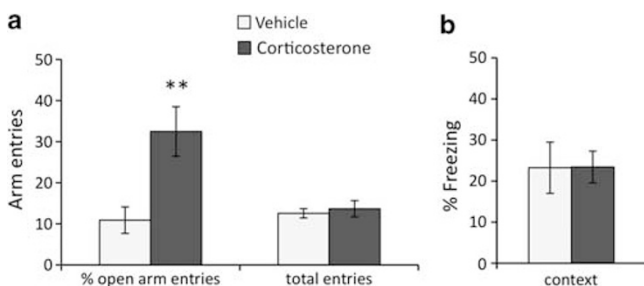 a
Vehicle
Corticosterone
Arm entries
50
40
30
20
10
0
**
% open arm entries
total entries
b
% Freezing
50
40
30
20
10
0
context